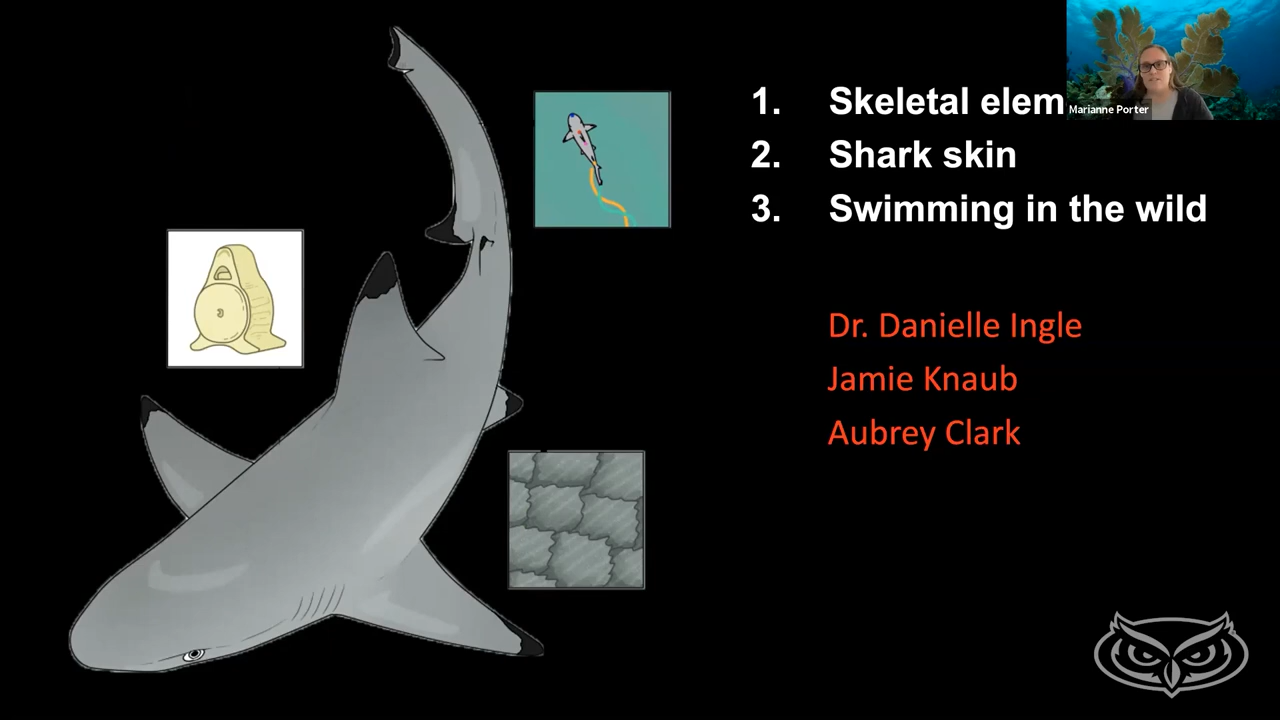 1. Skeletal elem
Marianne Porter
2. Shark skin
3. Swimming in the wild
Dr. Danielle Ingle
Jamie Knaub
Aubrey Clark